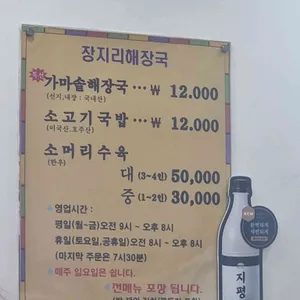 장지리해장국
가마솥해장국 … ₩ 12.000
(선지,내장 : 국내산)
소고기국밥 … ₩ 12.000
(미국산,호주산)
소머리수육
(한우)
대 (3~4인) 50,000
중 (1~2인) 30,000
영업시간 :
평일(월~금)오전 9시 ~ 오후 8시
휴일(토요일,공휴일)오전 8시 ~ 오후 8시
(마지막 주문은 7시30분)
매주 일요일은 쉽니다.
전메뉴 포장 됩니다.
지평